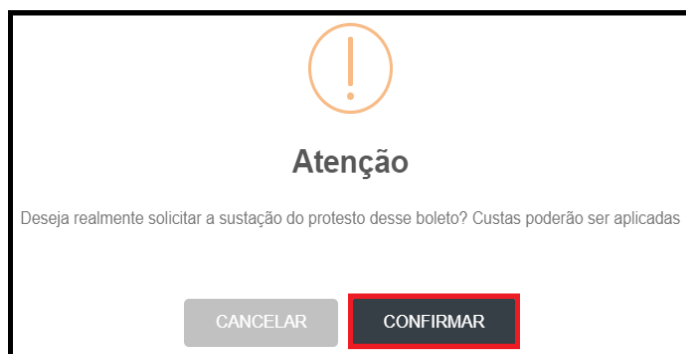 Atenção
Deseja realmente solicitar a sustação do protesto desse boleto? Custas poderão ser aplicadas
CANCELAR
CONFIRMAR